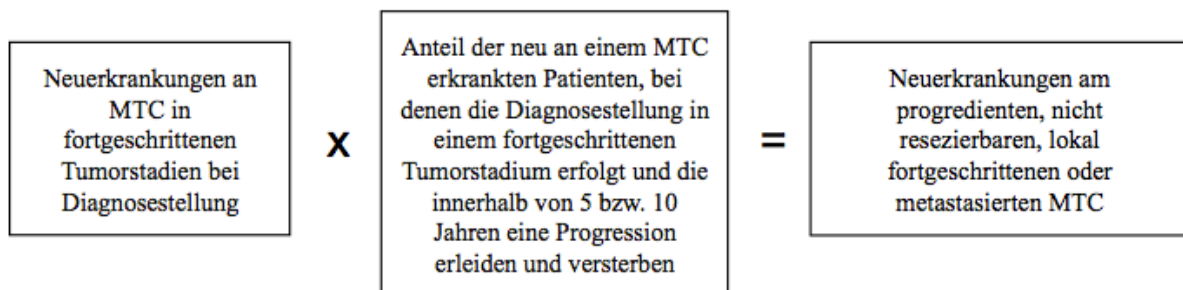 Neuerkrankungen an
MTC in
fortgeschrittenen
Tumorstadien bei
Diagnosestellung
x
Anteil der neu an einem MTC
erkrankten Patienten, bei
denen die Diagnosestellung in
einem fortgeschrittenen
Tumorstadium erfolgt und die
innerhalb von 5 bzw. 10
Jahren eine Progression
erleiden und versterben
=
Neuerkrankungen am
progredienten, nicht
resezierbaren, lokal
fortgeschrittenen oder
metastasierten MTC